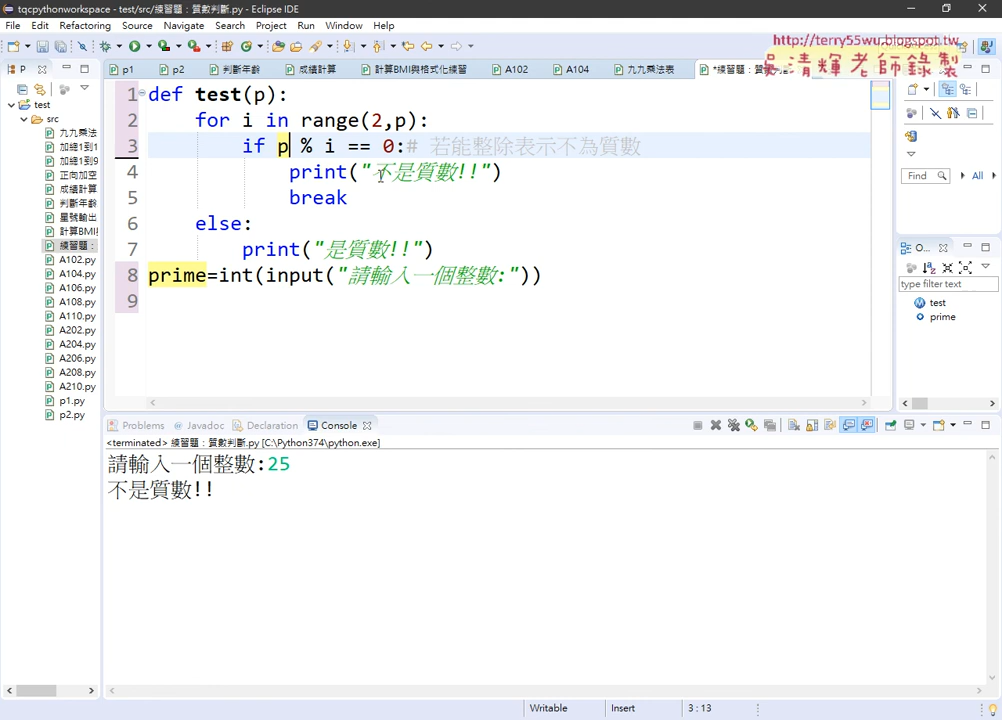 tqcpythonworkspace - test/src/練習題：質數判斷.py - Eclipse IDE
File Edit Refactoring Source Navigate Search Project Run Window Help
http://terry55wu.blogspot.tw
吳清輝老師錄製
P
p1
p2
判斷年齡
成績計算
計算BMI與格式化練習
A102
A104
九九乘法表
test
src
九九乘法
加總1到1
加總1到9
正向加空
成績計算
判斷年齡
星號輸出
計算BMI
練習題：
A102.py
A104.py
A106.py
A108.py
A110.py
A202.py
A204.py
A206.py
A208.py
A210.py
p1.py
p2.py
1 def test(p):
2 for i in range(2,p):
3 if p % i == 0:# 若能整除表示不為質數
4 print("不是質數!!")
5 break
6 else:
7 print("是質數!!")
8 prime=int(input("請輸入一個整數:"))
9
Find
All
O...
type filter text
test
prime
Problems
Javadoc
Declaration
Console
<terminated> 練習題：質數判斷.py [C:\Python374\python.exe]
請輸入一個整數:25
不是質數!!
Writable
Insert
3 : 13